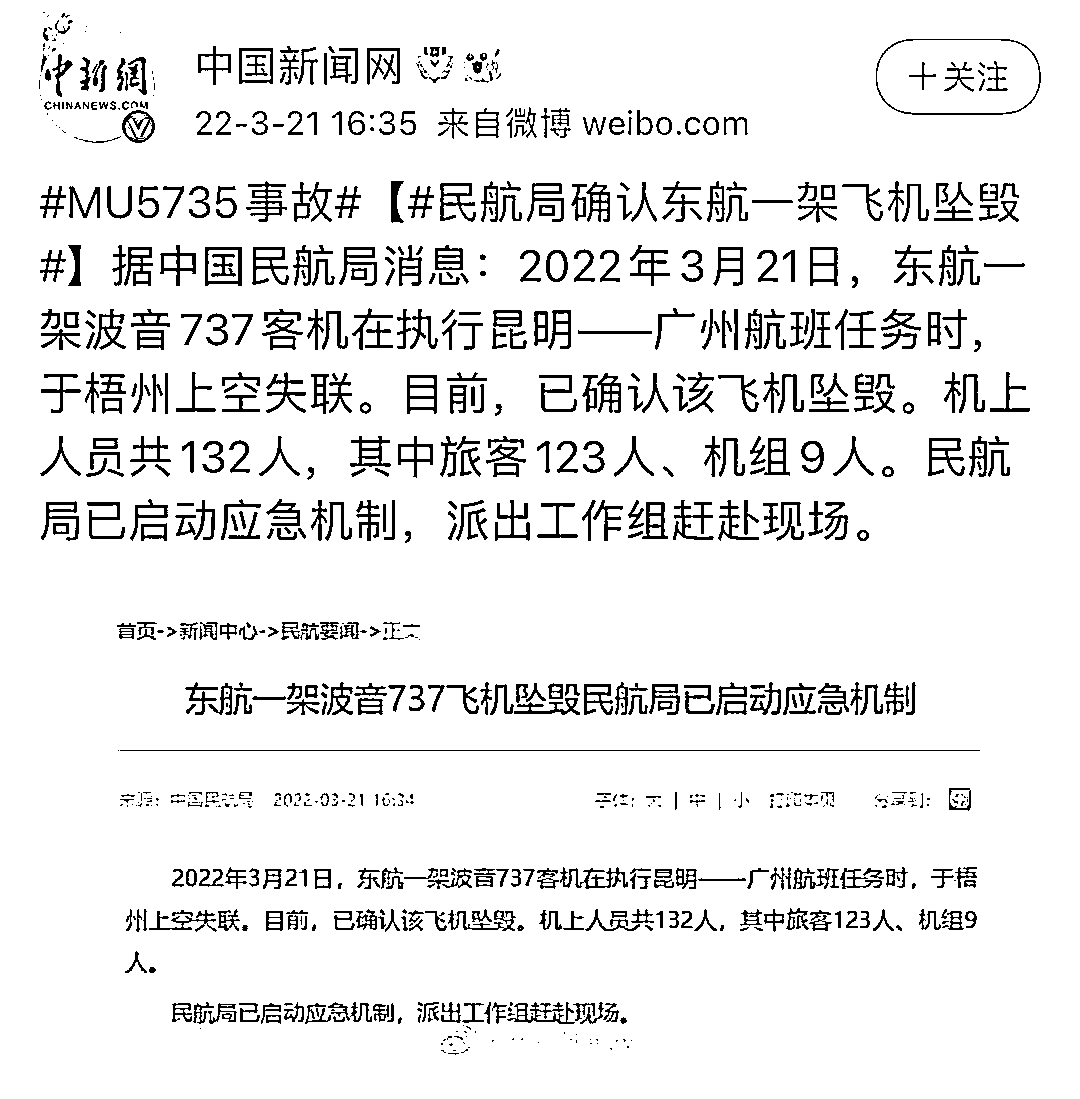 中新網
CHINANEWS.COM
中国新闻网
十关注
22-3-21 16:35 来自微博 weibo.com
#MU5735事故#【#民航局确认东航一架飞机坠毁
#】据中国民航局消息：2022年3月21日，东航一
架波音737客机在执行昆明——广州航班任务时，
于梧州上空失联。目前，已确认该飞机坠毁。机上
人员共132人，其中旅客123人、机组9人。民航
局已启动应急机制，派出工作组赶赴现场。
首页->新闻中心->民航要闻->正文
东航一架波音737飞机坠毁民航局已启动应急机制
来源：中国民航局 2022-03-21 16:34 字体：大 | 中 | 小 打印本页 分享到：
2022年3月21日，东航一架波音737客机在执行昆明——广州航班任务时，于梧
州上空失联。目前，已确认该飞机坠毁。机上人员共132人，其中旅客123人、机组9
人。
民航局已启动应急机制，派出工作组赶赴现场。